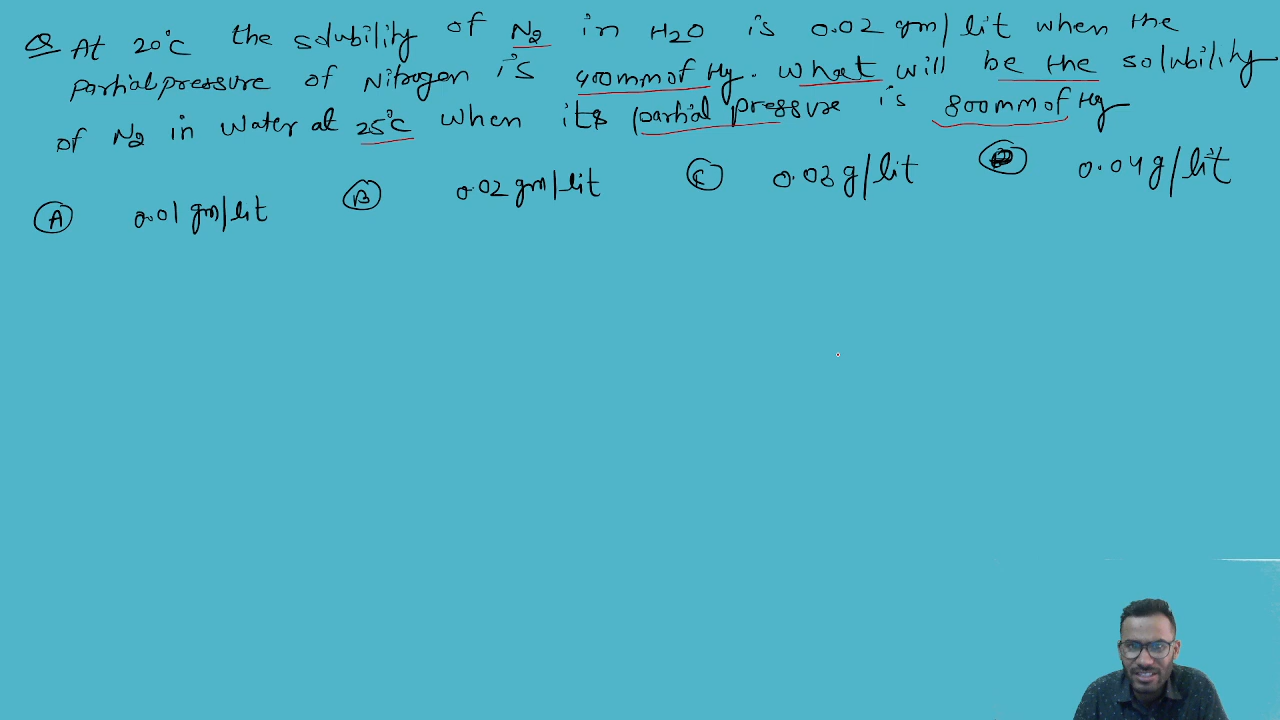 Q At 20°C the solubility of N2 in H2O is 0.02 gm/lit when the
Partial pressure of Nitrogen is 400mm of Hg. What will be the solubility
of N2 in Water at 25°C when its partial pressure is 800mm of Hg
A 0.01 gm/lit B 0.02 gm/lit C 0.03 g/lit D 0.04 g/lit